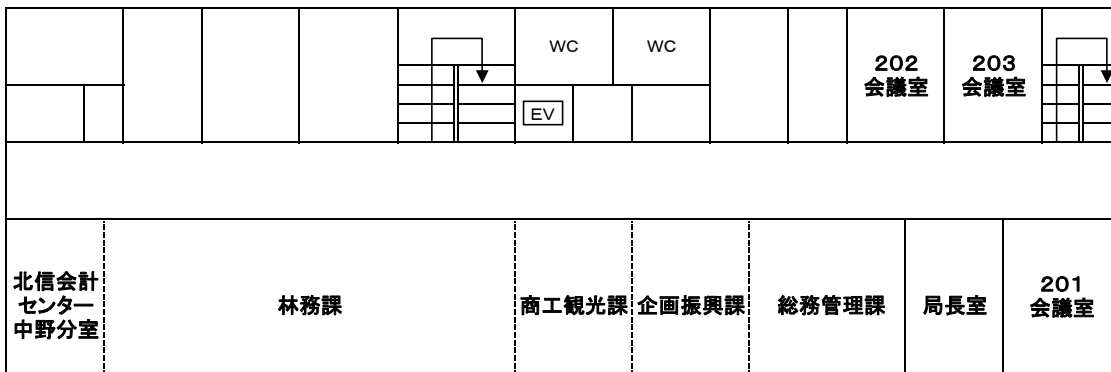 WC
WC
202
会議室
203
会議室
EV
北信会計
センター
中野分室
林務課
商工観光課
企画振興課
総務管理課
局長室
201
会議室